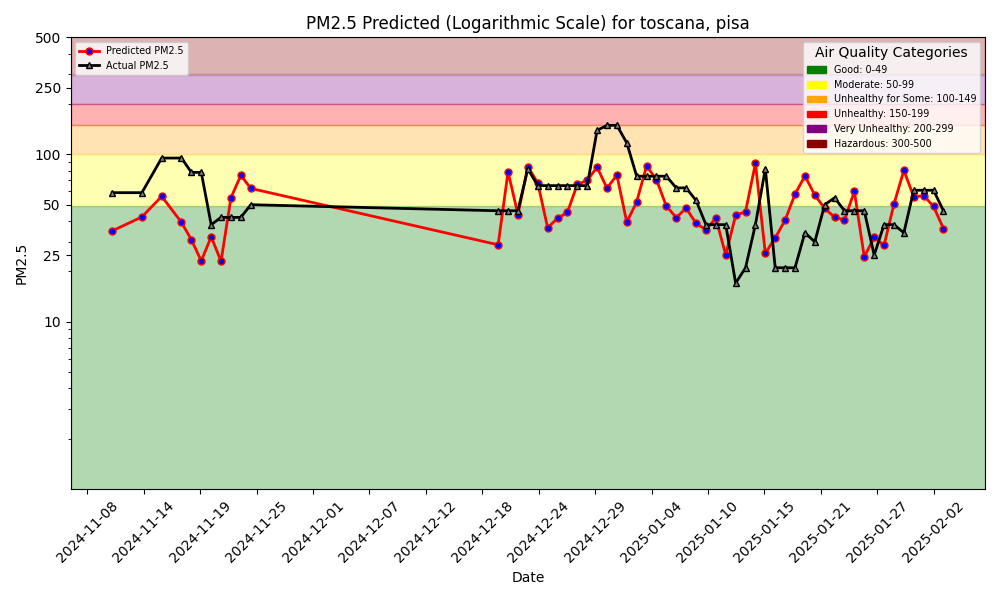 PM2.5 Predicted (Logarithmic Scale) for toscana, pisa
Predicted PM2.5
Actual PM2.5
Air Quality Categories
Good: 0-49
Moderate: 50-99
Unhealthy for Some: 100-149
Unhealthy: 150-199
Very Unhealthy: 200-299
Hazardous: 300-500
PM2.5
500
250
100
50
25
10
2024-11-08
2024-11-14
2024-11-19
2024-11-25
2024-12-01
2024-12-07
2024-12-12
2024-12-18
2024-12-24
2024-12-29
2025-01-04
2025-01-10
2025-01-15
2025-01-21
2025-01-27
2025-02-02
Date